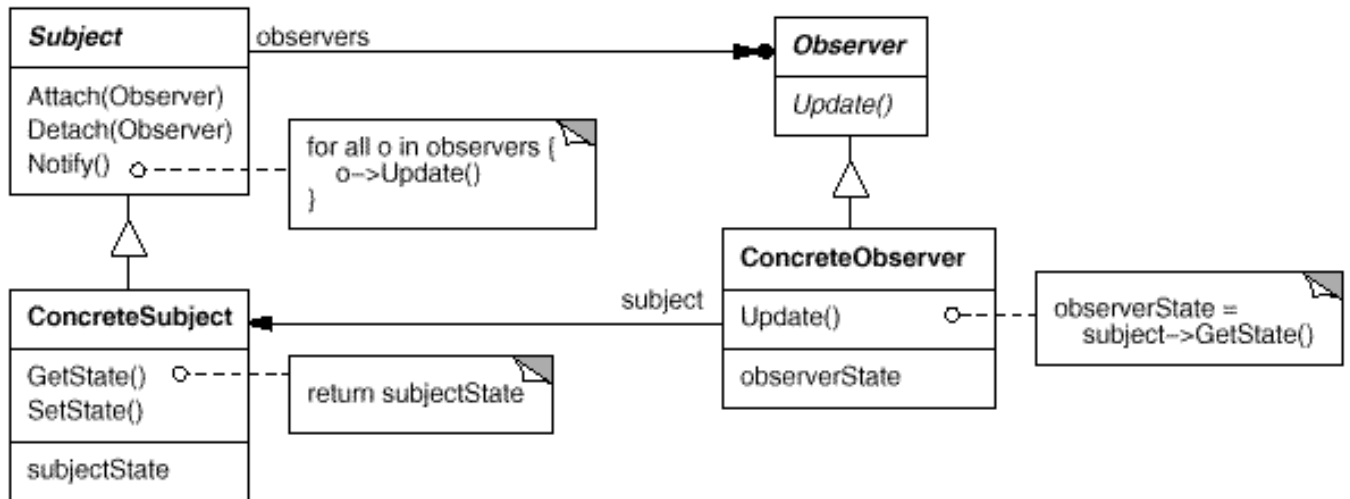 Subject
observers
Observer
Attach(Observer)
Detach(Observer)
Notify()
for all o in observers {
o->Update()
}
Update()
ConcreteSubject
GetState()
SetState()
subjectState
return subjectState
subject
ConcreteObserver
Update()
observerState
observerState =
subject->GetState()